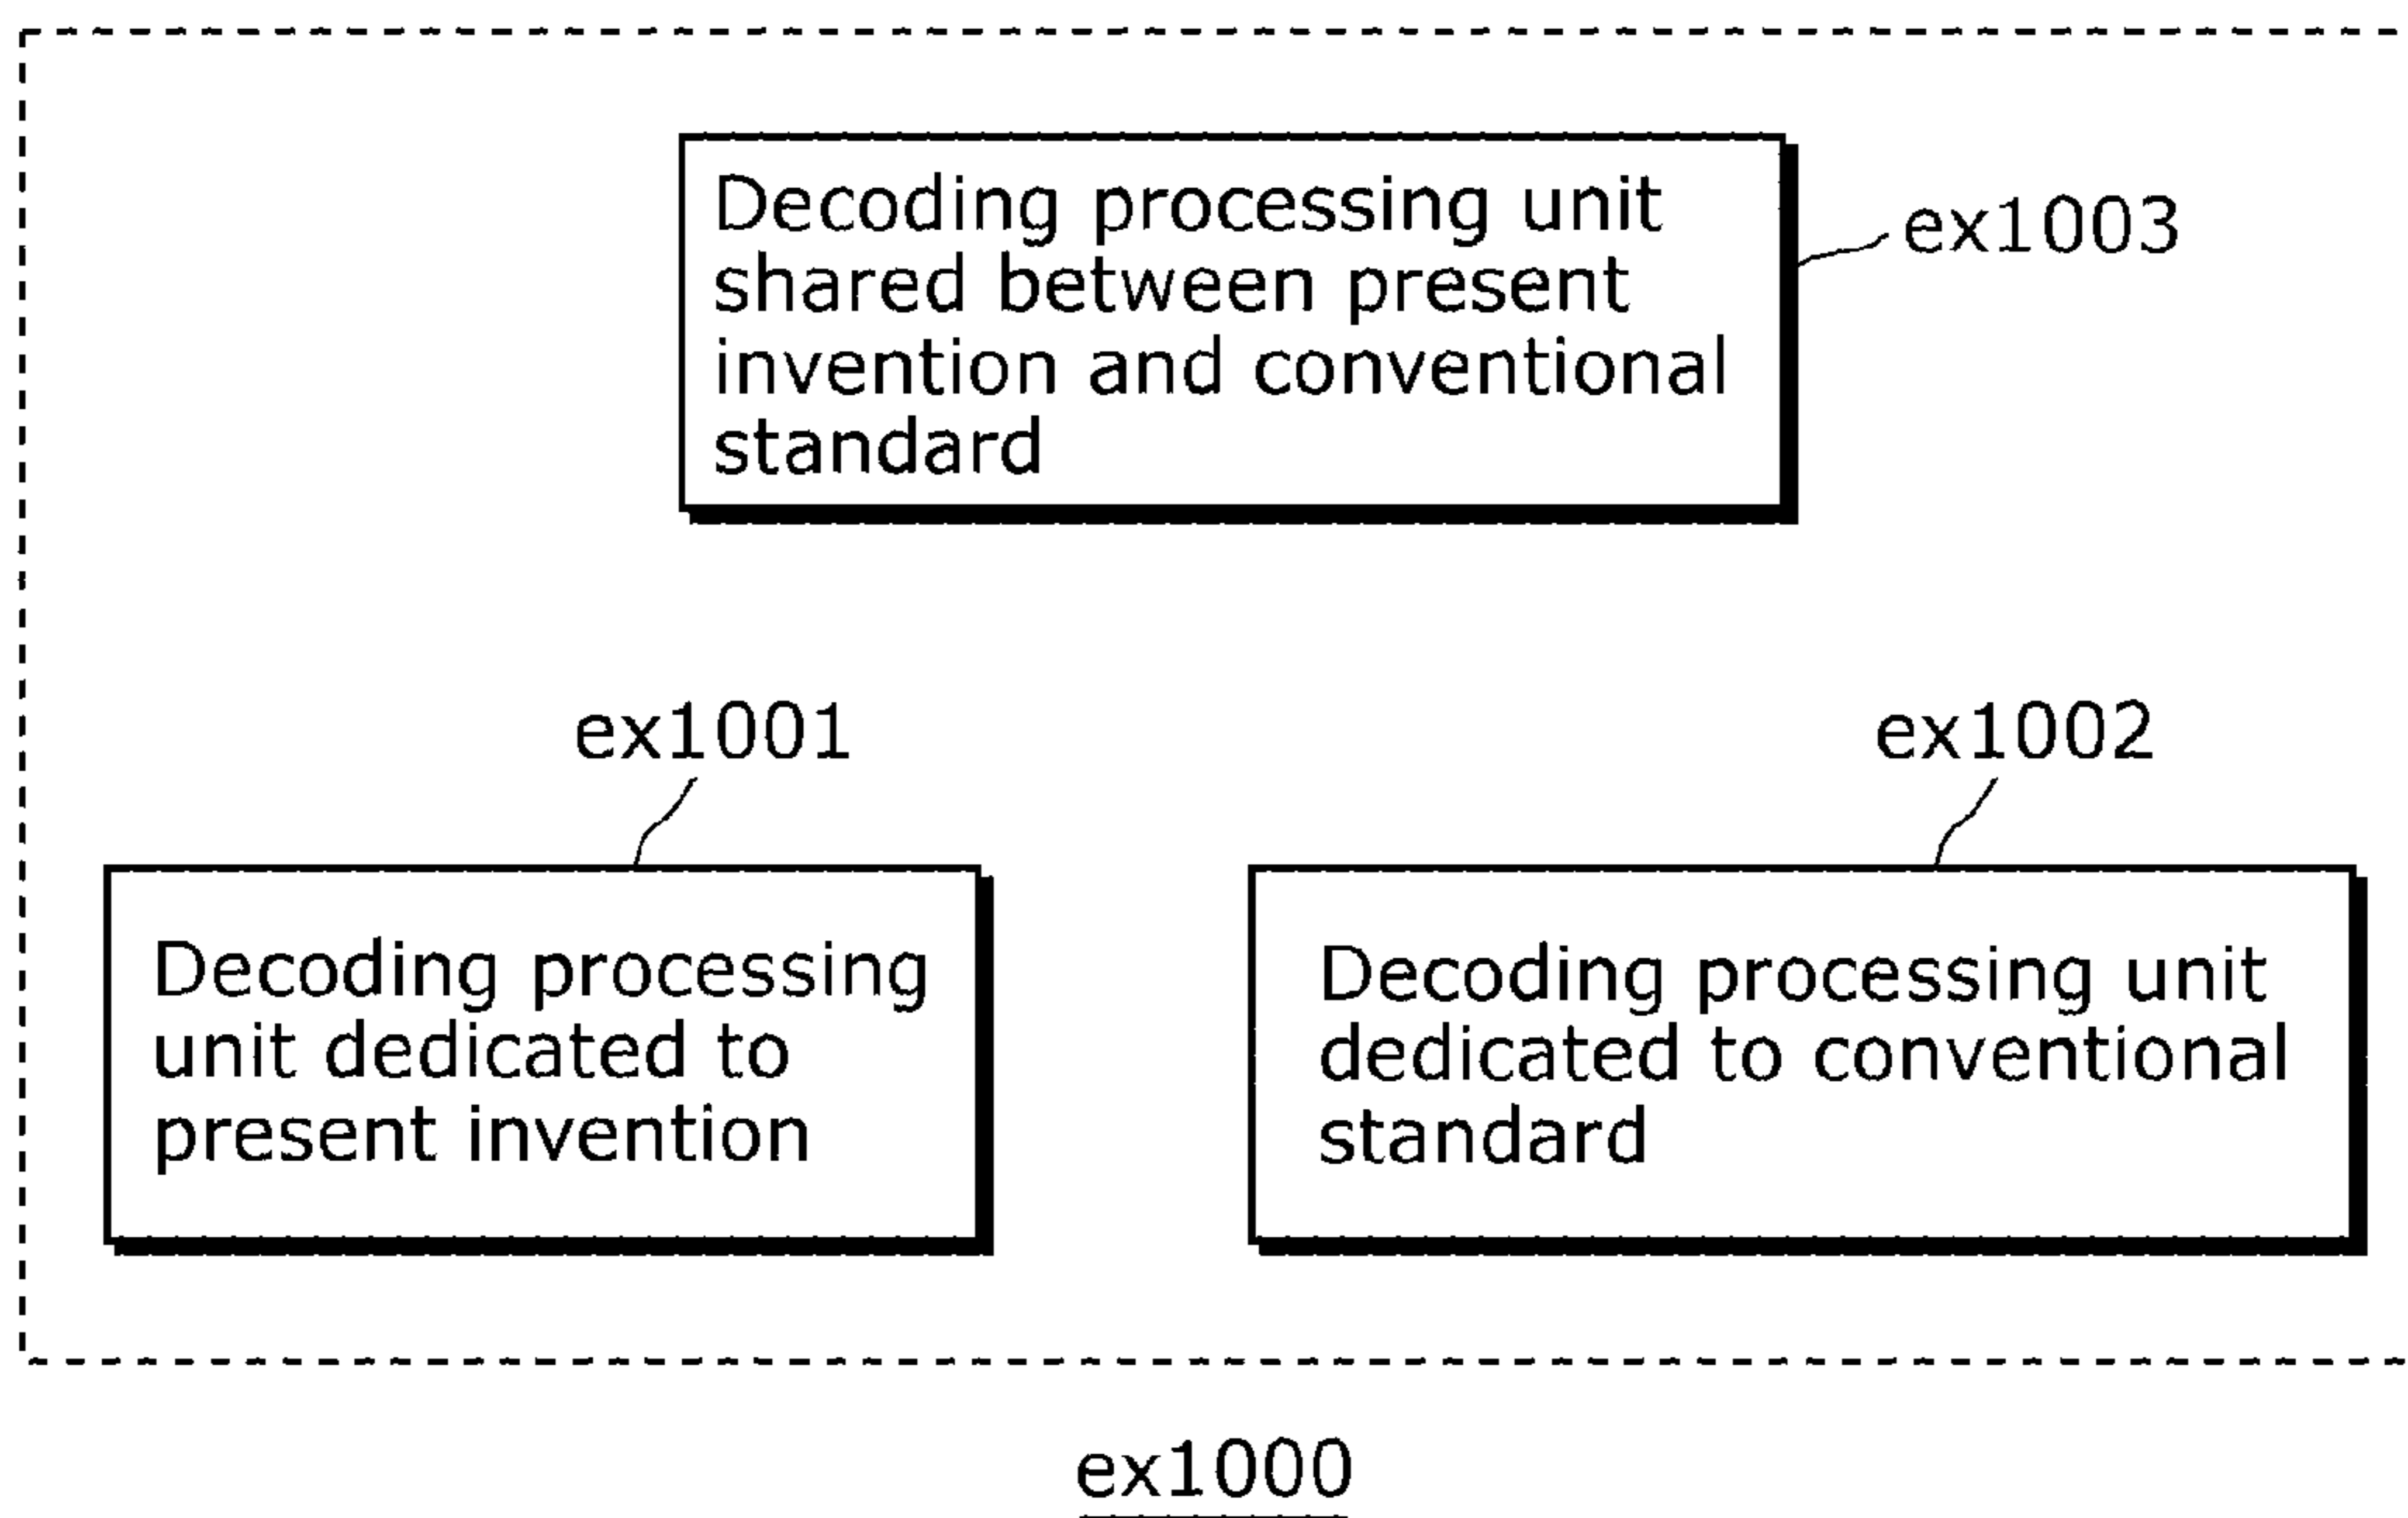 Decoding processing unit
shared between present
invention and conventional
standard
ex1003
ex1001
ex1002
Decoding processing
unit dedicated to
present invention
Decoding processing unit
dedicated to conventional
standard
ex1000